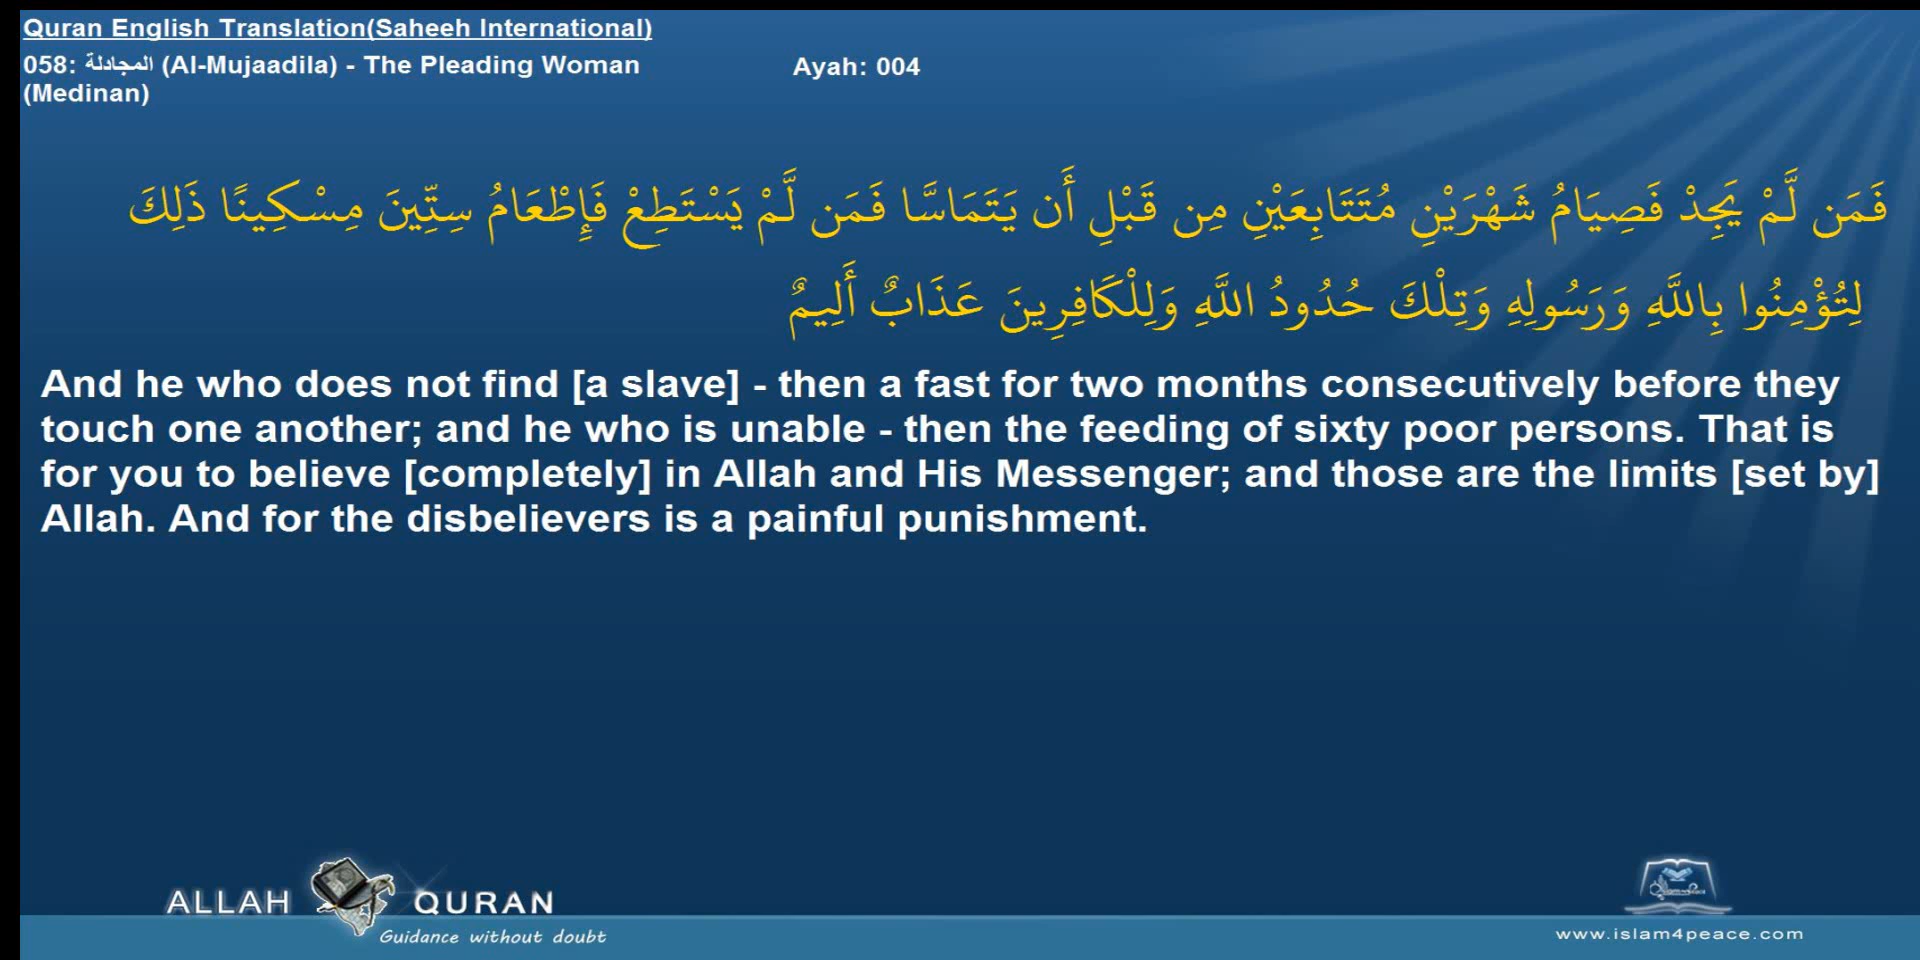 Quran English Translation(Saheeh International)
058: المجادلة (Al-Mujaadila) - The Pleading Woman
(Medinan)
Ayah: 004
فَمَن لَّمْ يَجِدْ فَصِيَامُ شَهْرَيْنِ مُتَتَابِعَيْنِ مِن قَبْلِ أَن يَتَمَاسَّا فَمَن لَّمْ يَسْتَطِعْ فَإِطْعَامُ سِتِّينَ مِسْكِينًا ذَلِكَ
لِتُؤْمِنُوا بِاللَّهِ وَرَسُولِهِ وَتِلْكَ حُدُودُ اللَّهِ وَلِلْكَافِرِينَ عَذَابٌ أَلِيمٌ
And he who does not find [a slave] - then a fast for two months consecutively before they
touch one another; and he who is unable - then the feeding of sixty poor persons. That is
for you to believe [completely] in Allah and His Messenger; and those are the limits [set by]
Allah. And for the disbelievers is a painful punishment.
ALLAH QURAN
Guidance without doubt
www.islam4peace.com